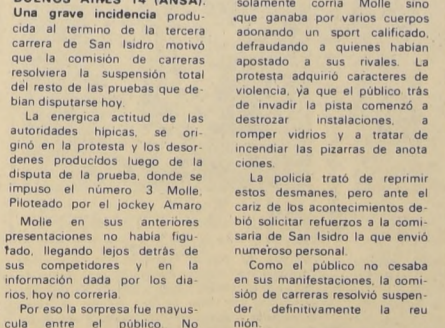 BUENOS AIRES 14 (ANSA).
Una grave incidencia produ-
cida al termino de la tercera
carrera de San Isidro motivó
que la comisión de carreras
resolviera la suspensión total
del resto de las pruebas que de-
bían disputarse hoy.
La energica actitud de las
autoridades hípicas, se ori-
ginó en la protesta y los desor-
denes producídos luego de la
disputa de la prueba, donde se
impuso el número 3 Molle,
Piloteado por el jockey Amaro
Molle en sus anteriores
presentaciones no habia figu-
tado, llegando lejos detrás de
sus competidores y en la
información dada por los dia-
rios, hoy no correría.
Por eso la sorpresa fue mayus-
cula entre el público. No
solamente corría Molle sino
que ganaba por varios cuerpos
aoonando un sport calificado,
defraudando a quienes habían
apostado a sus rivales. La
protesta adquirió caracteres de
violencia, ya que el público trás
de invadir la pista comenzó a
destrozar instalaciones, a
romper vidrios y a tratar de
incendiar las pizarras de anota
ciones.
La policía trató de reprimir
estos desmanes, pero ante el
cariz de los acontecimientos de-
bió solicitar refuerzos a la comi-
saria de San Isidro la que envió
numeroso personal.
Como el público no cesaba
en sus manifestaciones, la comi-
sión de carreras resolvió suspen-
der definitivamente la reu
nión.